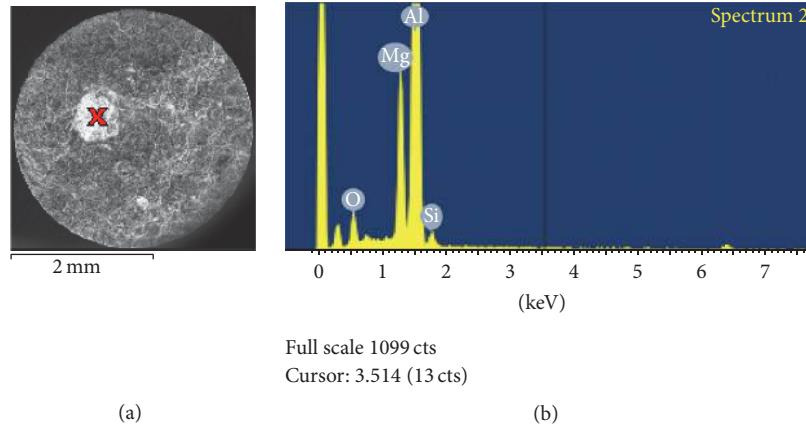 X
2 mm
(a)
Spectrum 2
Al
Mg
O
Si
0 1 2 3 4 5 6 7
(keV)
Full scale 1099 cts
Cursor: 3.514 (13 cts)
(b)